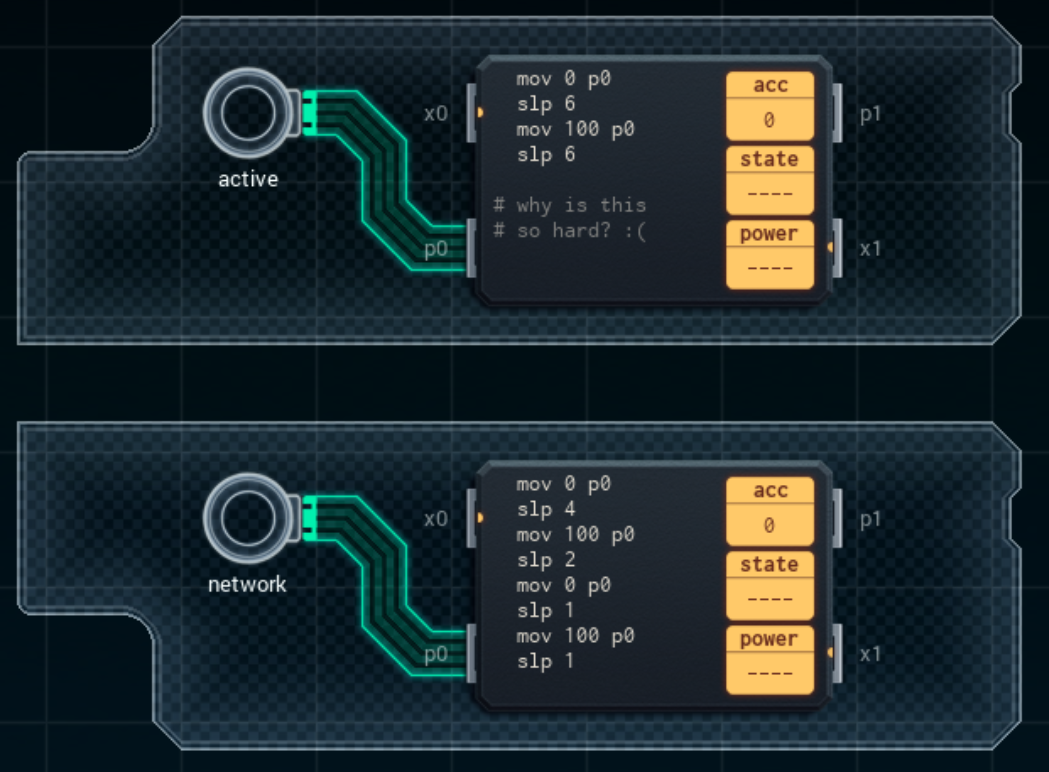 active
x0
p0
mov 0 p0
slp 6
mov 100 p0
slp 6
# why is this
# so hard? :(
acc
0
state
----
power
----
p1
x1
network
x0
p0
mov 0 p0
slp 4
mov 100 p0
slp 2
mov 0 p0
slp 1
mov 100 p0
slp 1
acc
0
state
----
power
----
p1
x1